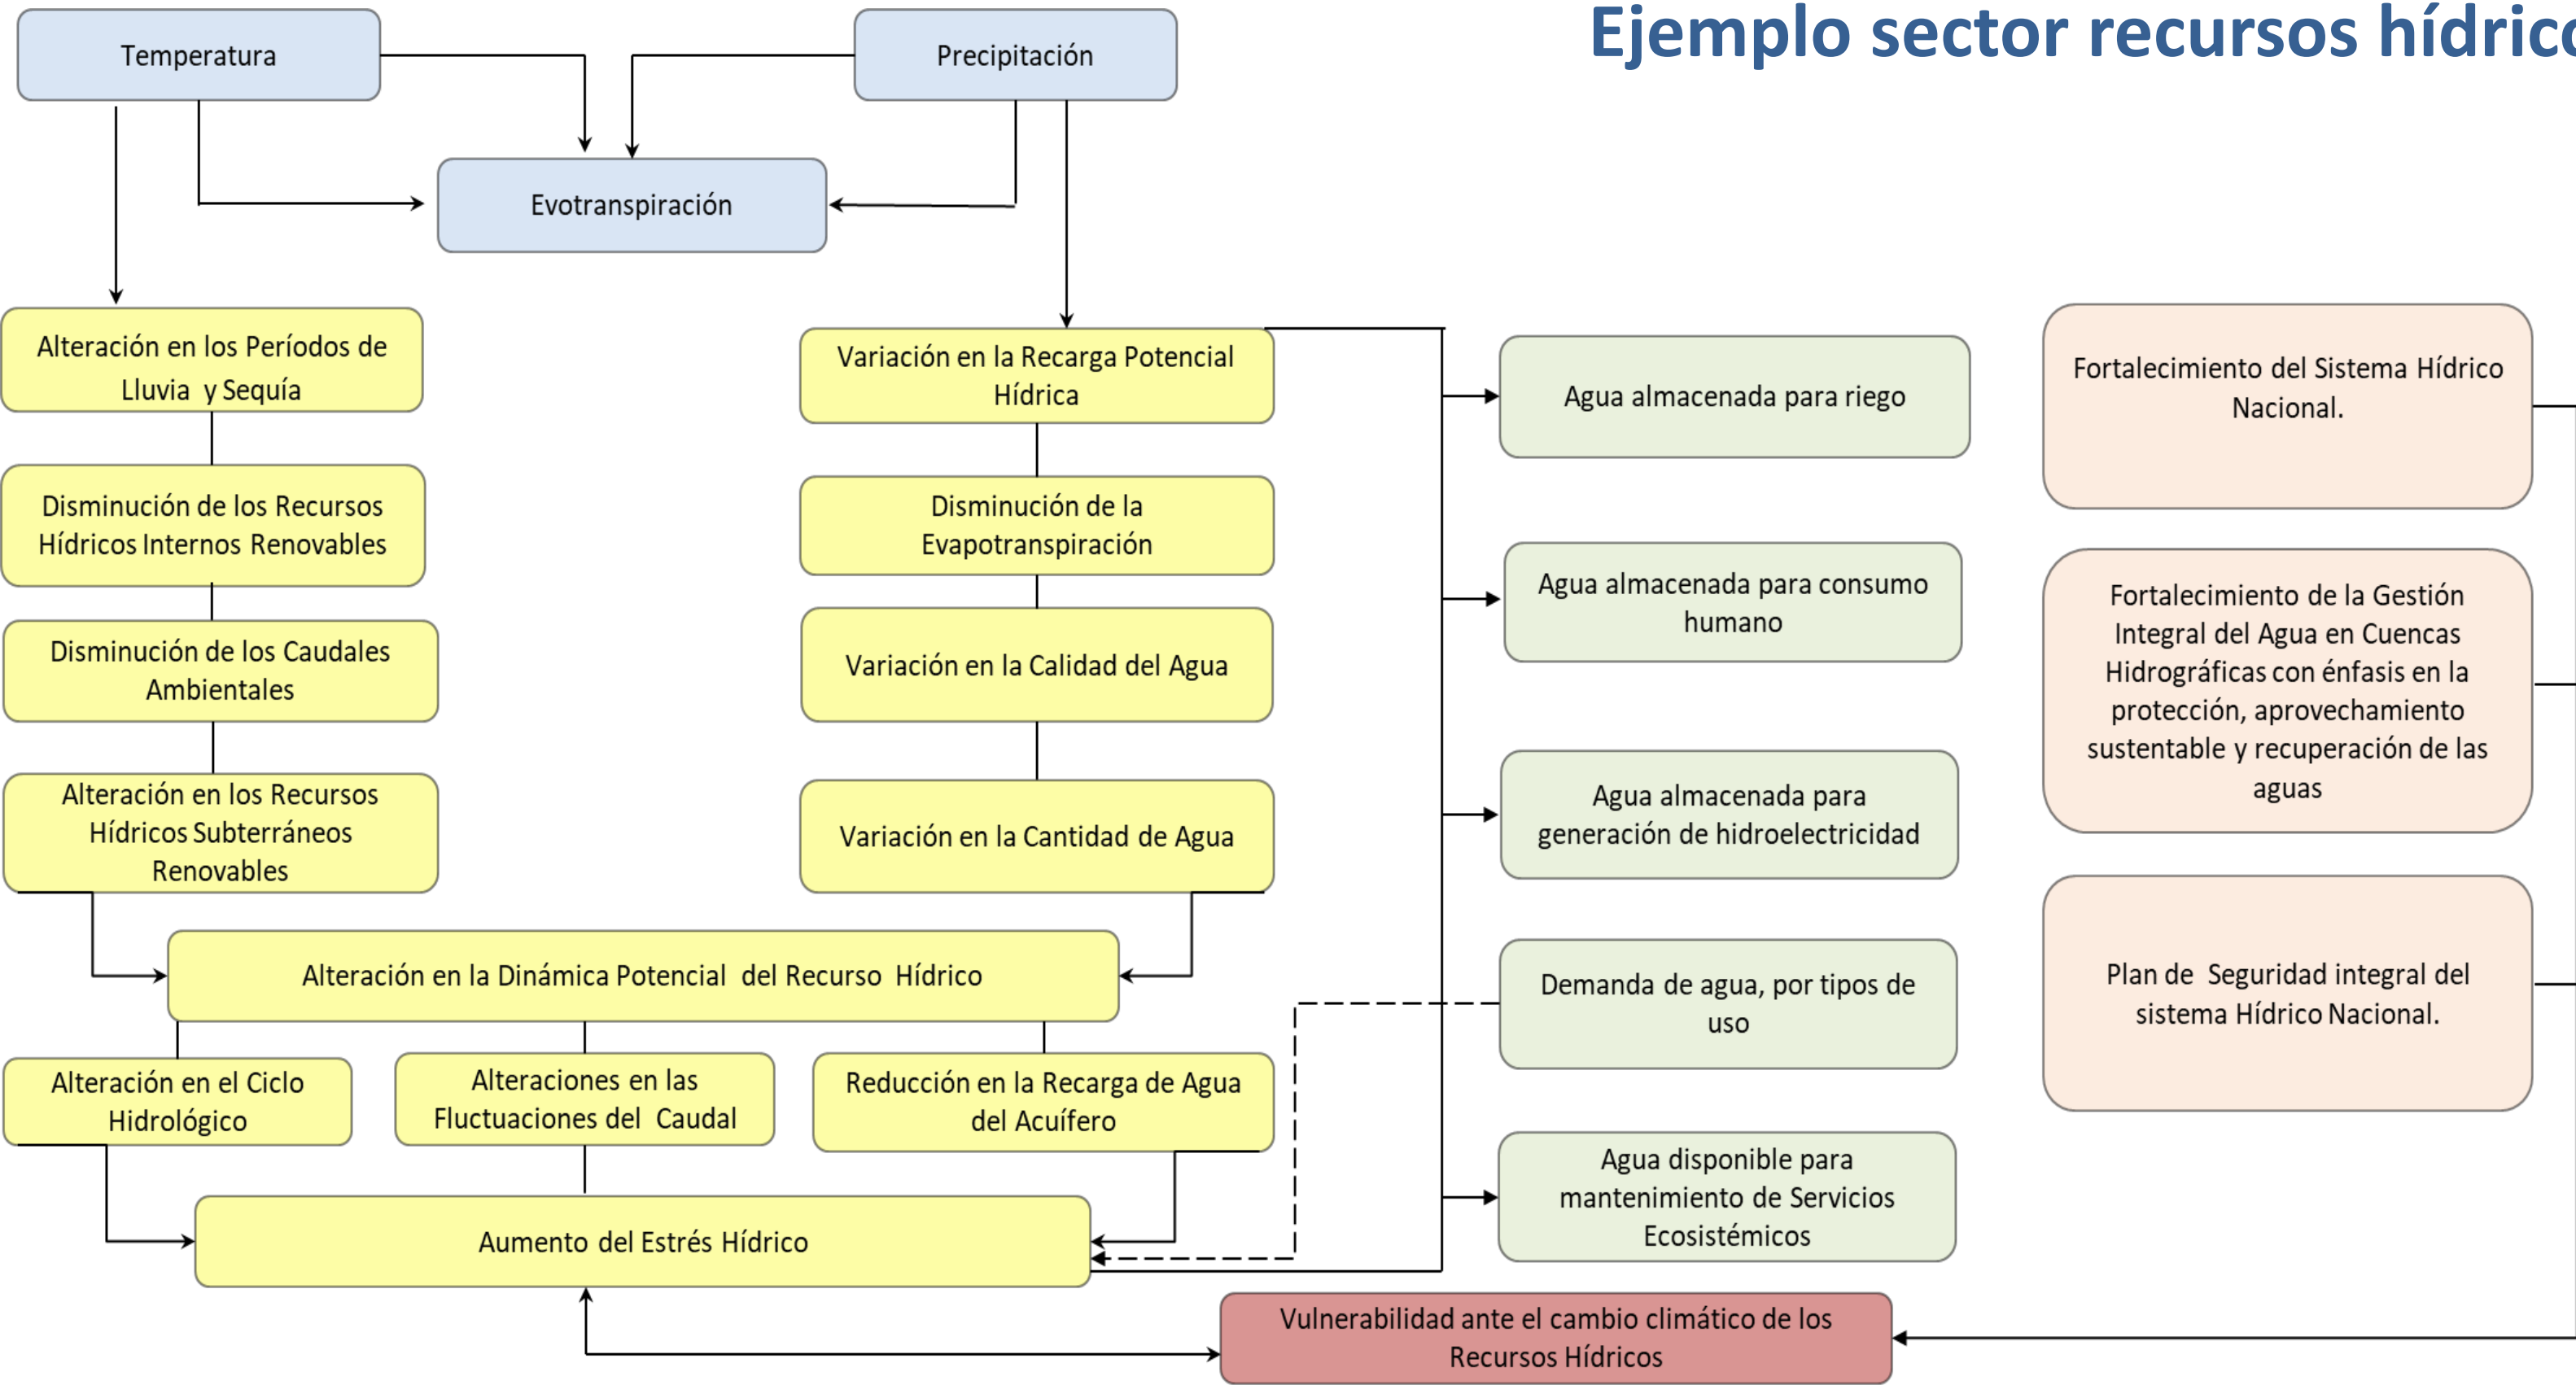 Ejemplo sector recursos hídrico
Temperatura
Precipitación
Evotranspiración
Alteración en los Períodos de
Lluvia y Sequía
Disminución de los Recursos
Hídricos Internos Renovables
Disminución de los Caudales
Ambientales
Alteración en los Recursos
Hídricos Subterráneos
Renovables
Variación en la Recarga Potencial
Hídrica
Disminución de la
Evapotranspiración
Variación en la Calidad del Agua
Variación en la Cantidad de Agua
Alteración en la Dinámica Potencial del Recurso Hídrico
Alteración en el Ciclo
Hidrológico
Alteraciones en las
Fluctuaciones del Caudal
Reducción en la Recarga de Agua
del Acuífero
Aumento del Estrés Hídrico
Agua almacenada para riego
Agua almacenada para consumo
humano
Agua almacenada para
generación de hidroelectricidad
Demanda de agua, por tipos de
uso
Agua disponible para
mantenimiento de Servicios
Ecosistémicos
Fortalecimiento del Sistema Hídrico
Nacional.
Fortalecimiento de la Gestión
Integral del Agua en Cuencas
Hidrográficas con énfasis en la
protección, aprovechamiento
sustentable y recuperación de las
aguas
Plan de Seguridad integral del
sistema Hídrico Nacional.
Vulnerabilidad ante el cambio climático de los
Recursos Hídricos